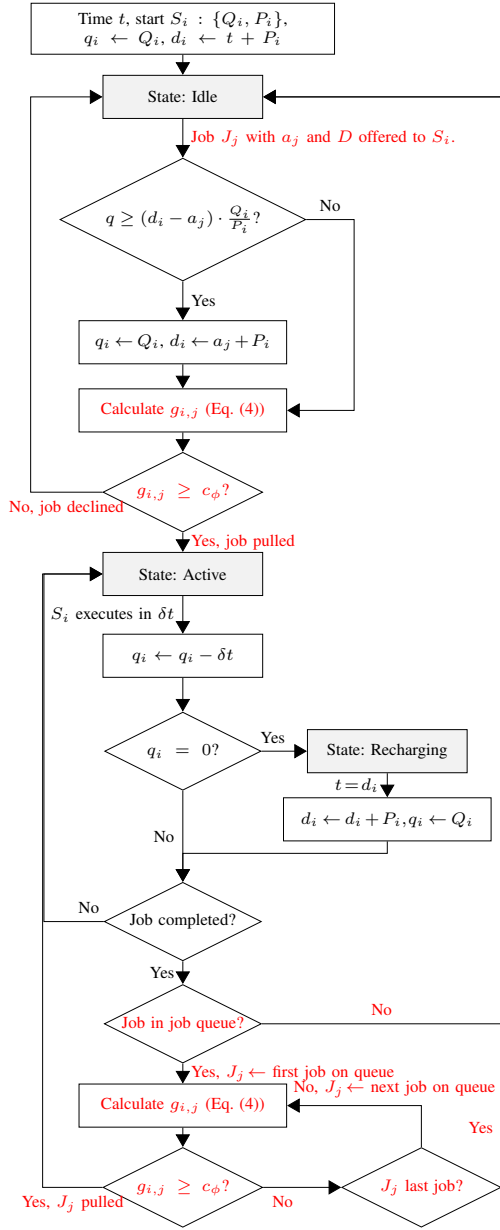 Time t, start S_i : {Q_i, P_i},
q_i ← Q_i, d_i ← t + P_i
State: Idle
Job J_j with a_j and D offered to S_i.
q ≥ (d_i − a_j) · Q_i/P_i?
No
Yes
q_i ← Q_i, d_i ← a_j + P_i
Calculate g_{i,j} (Eq. (4))
g_{i,j} ≥ c_ϕ?
No, job declined
Yes, job pulled
State: Active
S_i executes in δt
q_i ← q_i − δt
q_i = 0?
Yes
State: Recharging
t = d_i
d_i ← d_i + P_i, q_i ← Q_i
No
Job completed?
No
Yes
Job in job queue?
No
Yes, J_j ← first job on queue
No, J_j ← next job on queue
Calculate g_{i,j} (Eq. (4))
Yes
g_{i,j} ≥ c_ϕ?
J_j last job?
Yes, J_j pulled
No